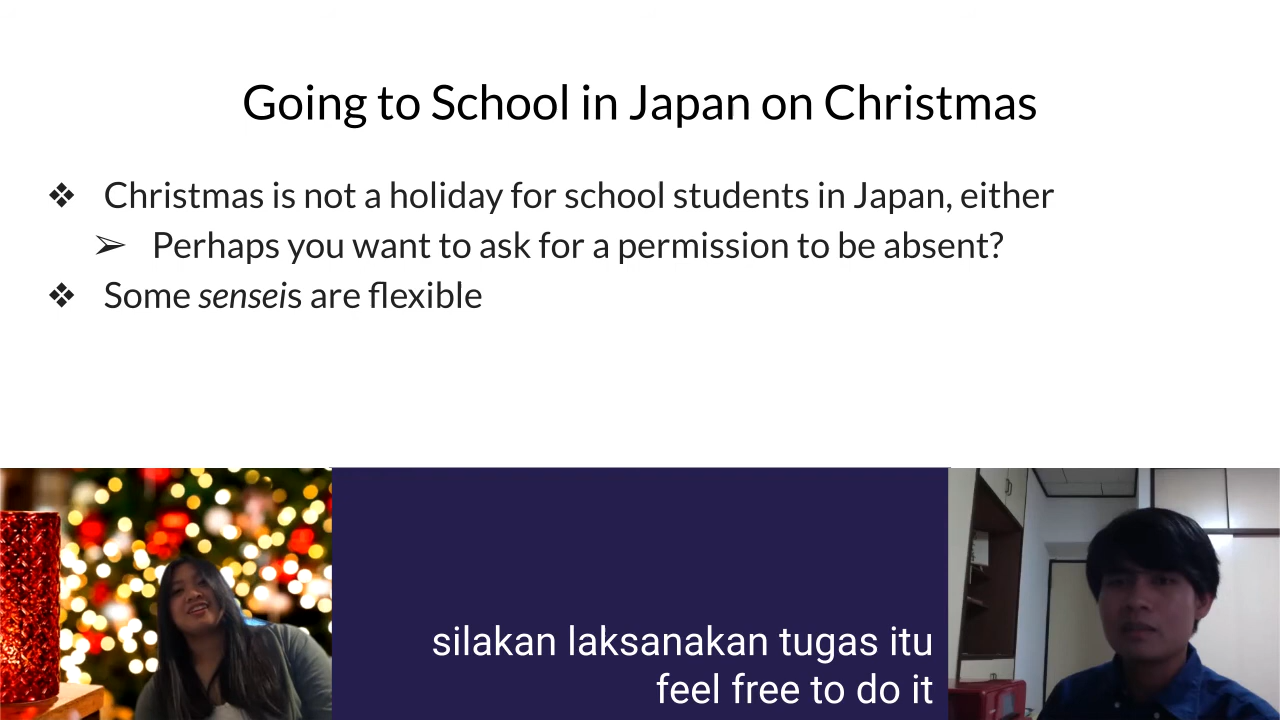 Going to School in Japan on Christmas
❖ Christmas is not a holiday for school students in Japan, either
➢ Perhaps you want to ask for a permission to be absent?
❖ Some senseis are flexible
silakan laksanakan tugas itu
feel free to do it